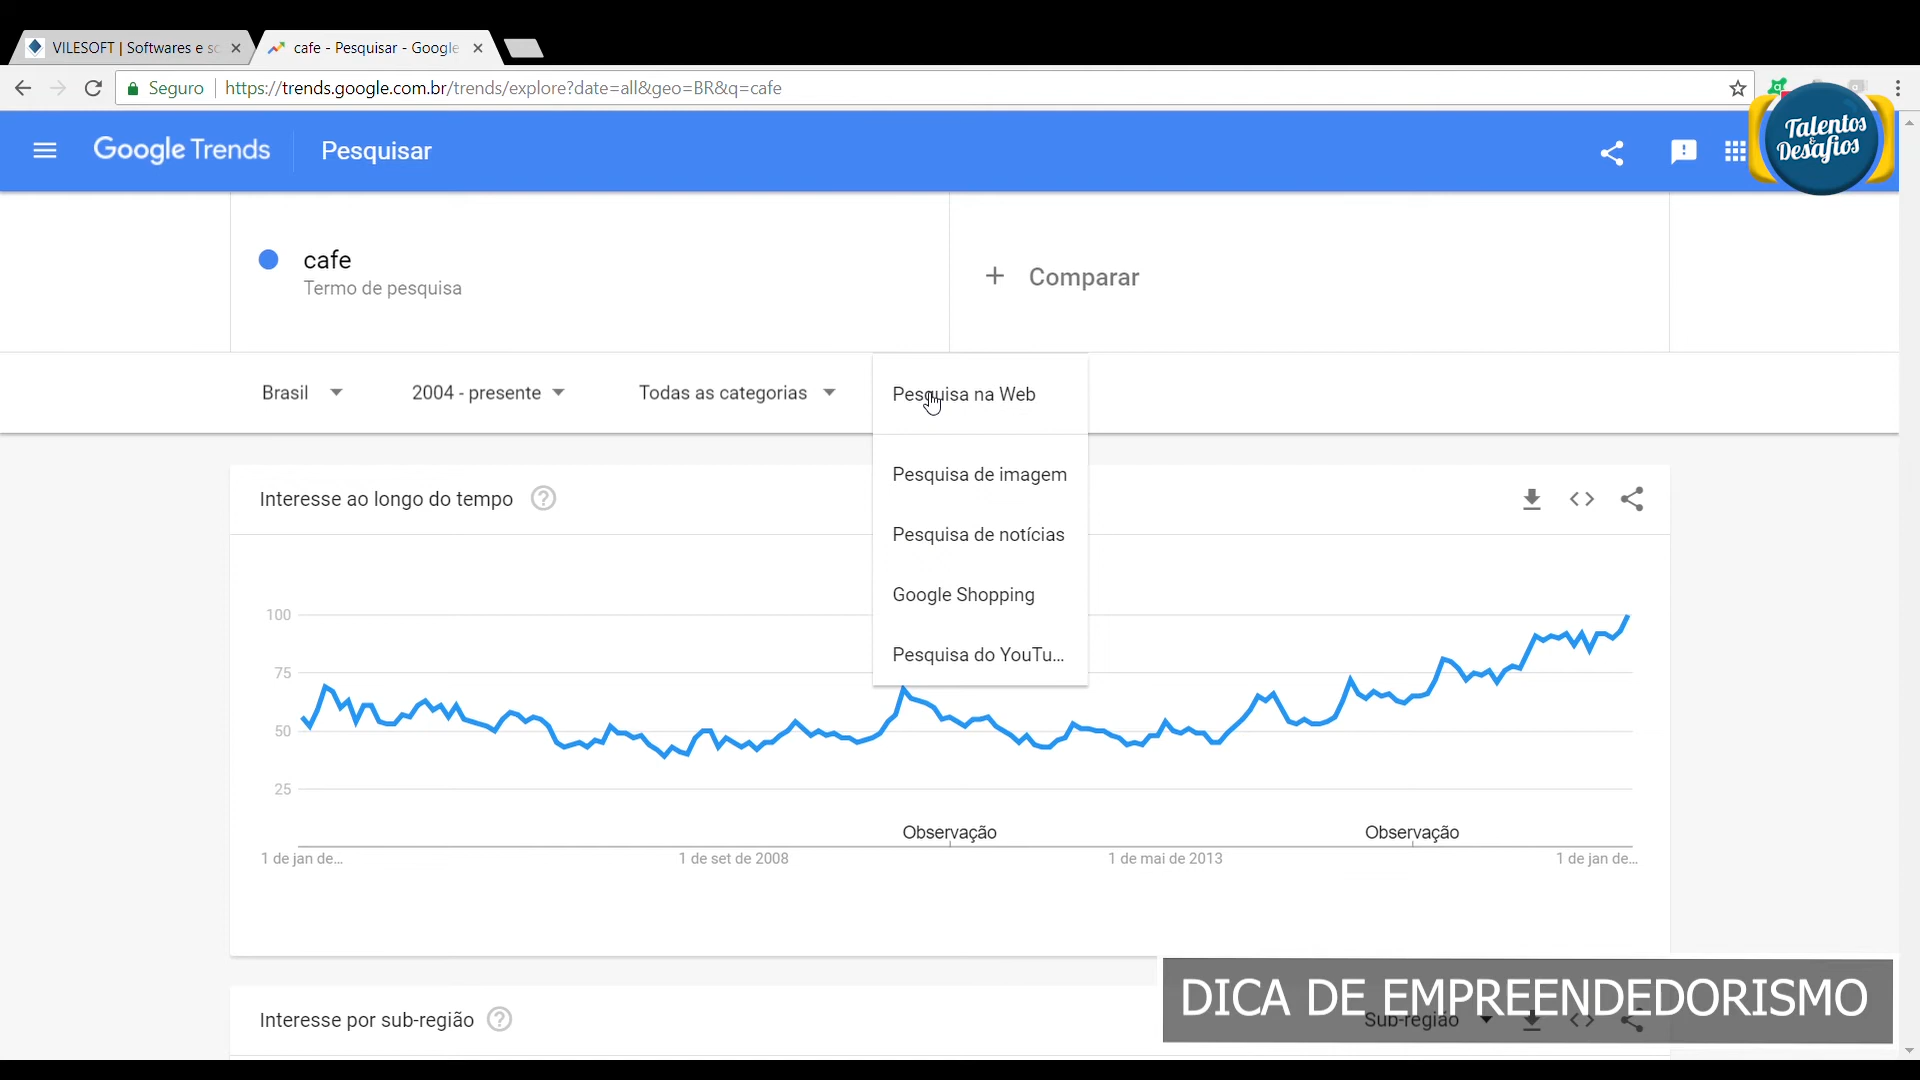 VILESOFT | Softwares e sc
cafe - Pesquisar - Google
Seguro
https://trends.google.com.br/trends/explore?date=all&geo=BR&q=cafe
Google Trends
Pesquisar
Talentos
& Desafios
cafe
Termo de pesquisa
+ Comparar
Brasil
2004 - presente
Todas as categorias
Pesquisa na Web
Pesquisa de imagem
Pesquisa de notícias
Google Shopping
Pesquisa do YouTu...
Interesse ao longo do tempo
100
75
50
25
Observação
Observação
1 de jan de...
1 de set de 2008
1 de mai de 2013
1 de jan de...
DICA DE EMPREENDEDORISMO
Interesse por sub-região
Sub-região